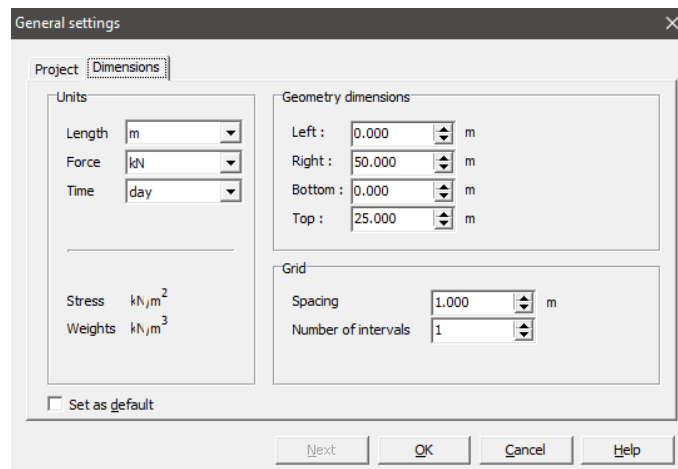 General settings
Project Dimensions
Units
Length m
Force kN
Time day
Stress kN/m2
Weights kN/m3
Geometry dimensions
Left : 0.000 m
Right : 50.000 m
Bottom : 0.000 m
Top : 25.000 m
Grid
Spacing 1.000 m
Number of intervals 1
Set as default
Next OK Cancel Help